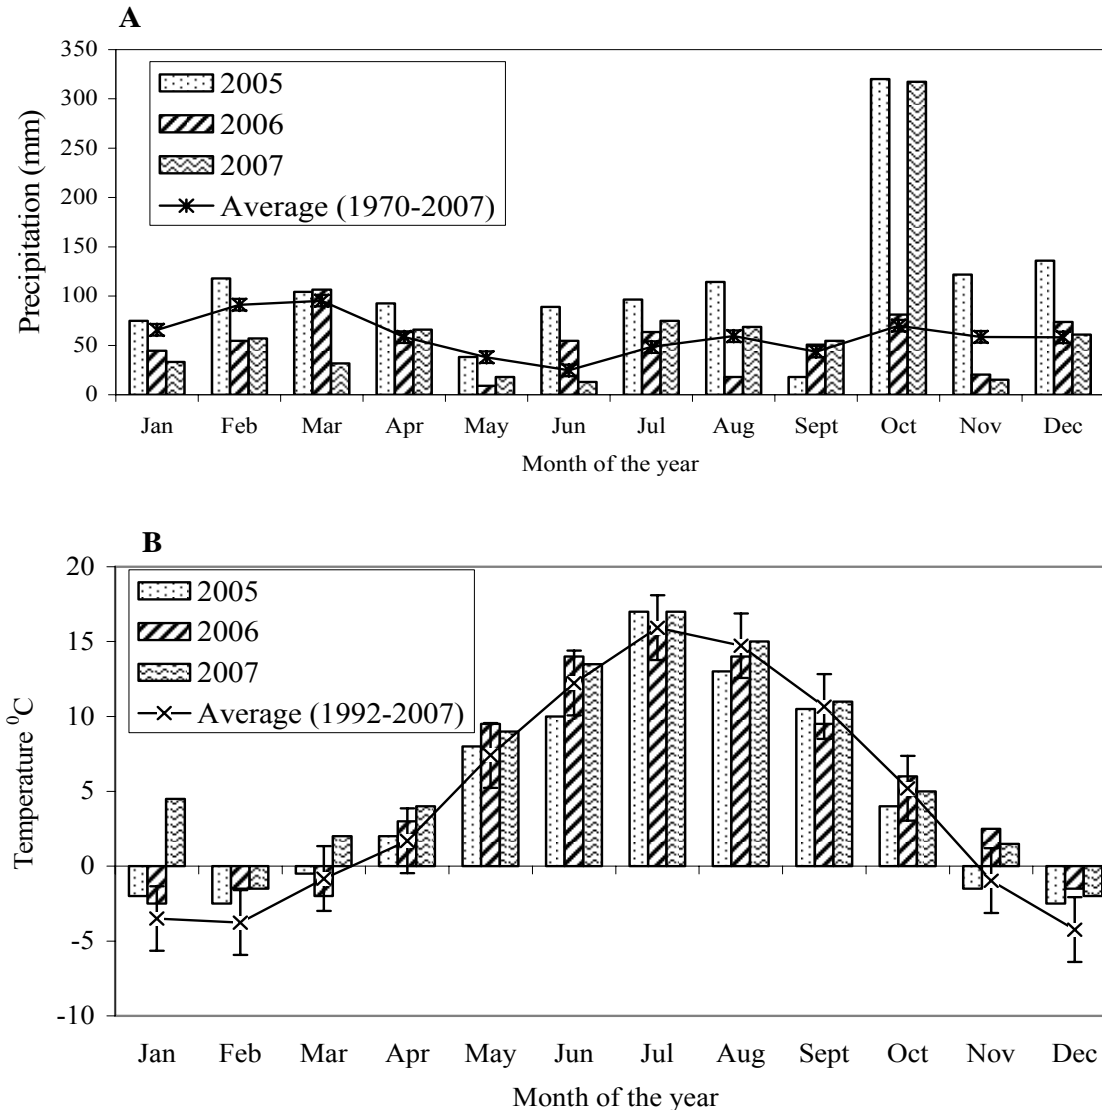 A
350
300
250
200
150
100
50
0
Precipitation (mm)
2005
2006
2007
Average (1970-2007)
Jan Feb Mar Apr May Jun Jul Aug Sept Oct Nov Dec
Month of the year
B
20
15
10
5
0
-5
-10
Temperature ⁰C
2005
2006
2007
Average (1992-2007)
Jan Feb Mar Apr May Jun Jul Aug Sept Oct Nov Dec
Month of the year